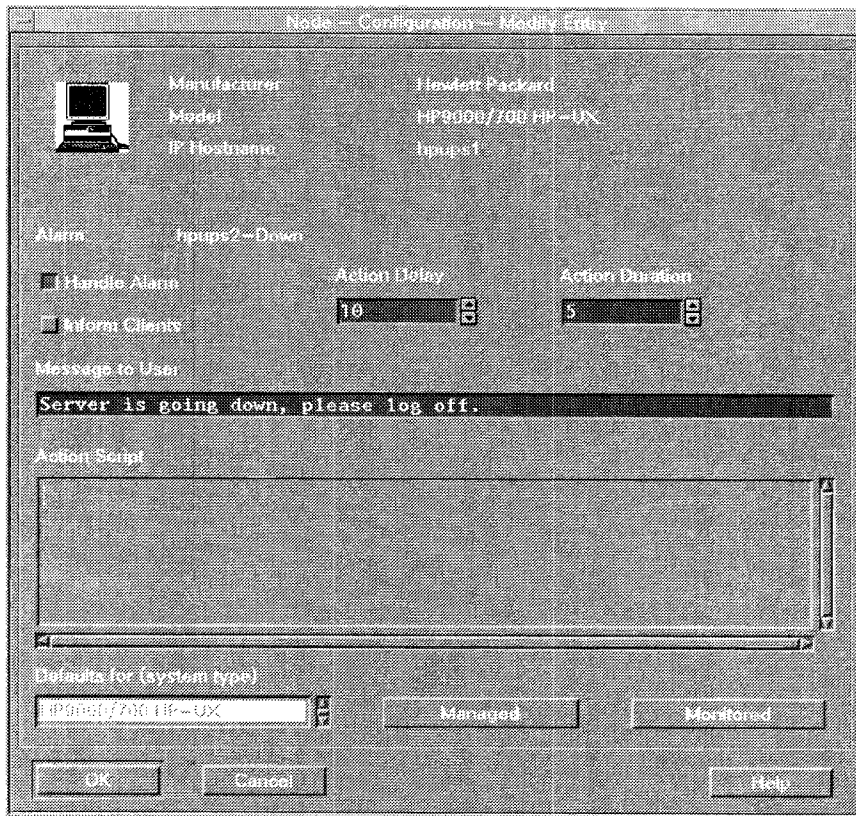 Node - Configuration - Modify Entry
Manufacturer Hewlett Packard
Model HP9000/700 HP-UX
IP Hostname hpups1
Alarm hpups2-Down
Handle Alarm
Inform Clients
Action Delay
10
Action Duration
5
Message to User
Server is going down, please log off.
Action Script
Defaults for (system type)
HP9000/700 HP-UX
Managed
Monitored
OK
Cancel
Help